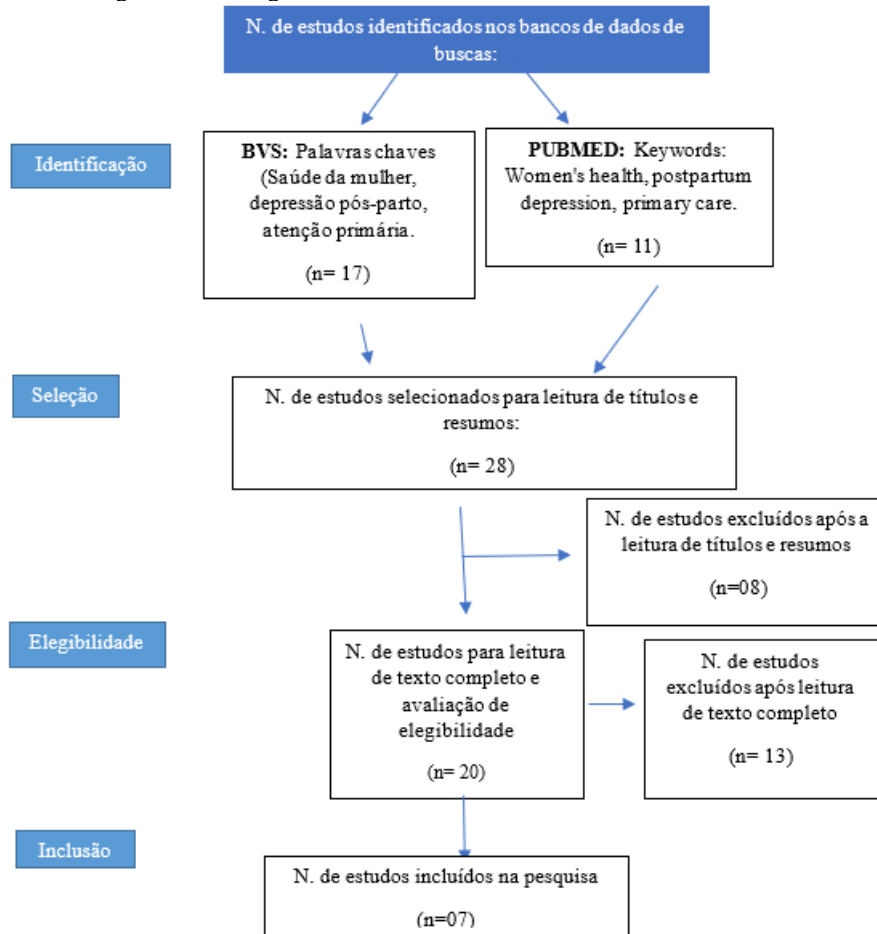 N. de estudos identificados nos bancos de dados de
buscas:
Identificação
BVS: Palavras chaves
(Saúde da mulher,
depressão pós-parto,
atenção primária.
(n= 17)
PUBMED: Keywords:
Women's health, postpartum
depression, primary care.
(n= 11)
Seleção
N. de estudos selecionados para leitura de títulos e
resumos:
(n= 28)
N. de estudos excluídos após a
leitura de títulos e resumos
(n=08)
Elegibilidade
N. de estudos para leitura
de texto completo e
avaliação de
elegibilidade
(n= 20)
N. de estudos
excluídos após leitura
de texto completo
(n= 13)
Inclusão
N. de estudos incluídos na pesquisa
(n=07)